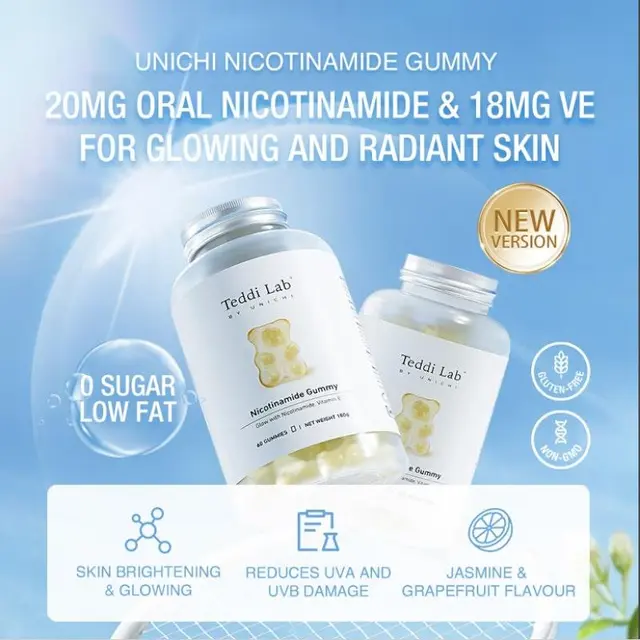 UNICHI NICOTINAMIDE GUMMY
20MG ORAL NICOTINAMIDE & 18MG VE
FOR GLOWING AND RADIANT SKIN
NEW
VERSION
Teddi Lab
BY UNICHI
Nicotinamide Gummy
Glow with Nicotinamide, Vitamin E
60 GUMMIES | NET WEIGHT 180g
Teddi Lab
BY UNICHI
e Gummy
0 SUGAR
LOW FAT
GLUTEN-FREE
NON-GMO
SKIN BRIGHTENING
& GLOWING
REDUCES UVA AND
UVB DAMAGE
JASMINE &
GRAPEFRUIT FLAVOUR